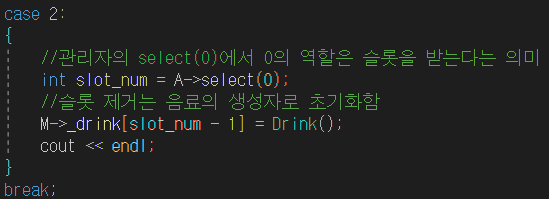 case 2:
{
//관리자의 select(0)에서 0의 역할은 슬롯을 받는다는 의미
int slot_num = A->select(0);
//슬롯 제거는 음료의 생성자로 초기화함
M->_drink[slot_num - 1] = Drink();
cout << endl;
}
break;